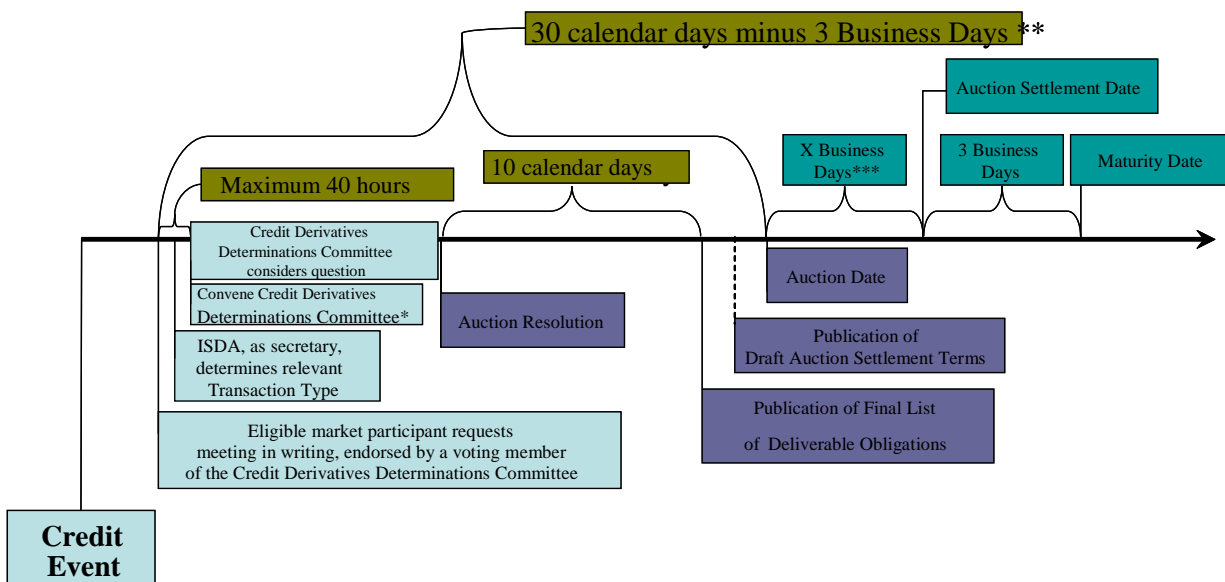 30 calendar days minus 3 Business Days **
Auction Settlement Date
X Business
Days***
3 Business
Days
Maturity Date
10 calendar days
Maximum 40 hours
Credit Derivatives
Determinations Committee
considers question
Convene Credit Derivatives
Determinations Committee*
ISDA, as secretary,
determines relevant
Transaction Type
Eligible market participant requests
meeting in writing, endorsed by a voting member
of the Credit Derivatives Determinations Committee
Auction Resolution
Auction Date
Publication of
Draft Auction Settlement Terms
Publication of Final List
of Deliverable Obligations
Credit
Event